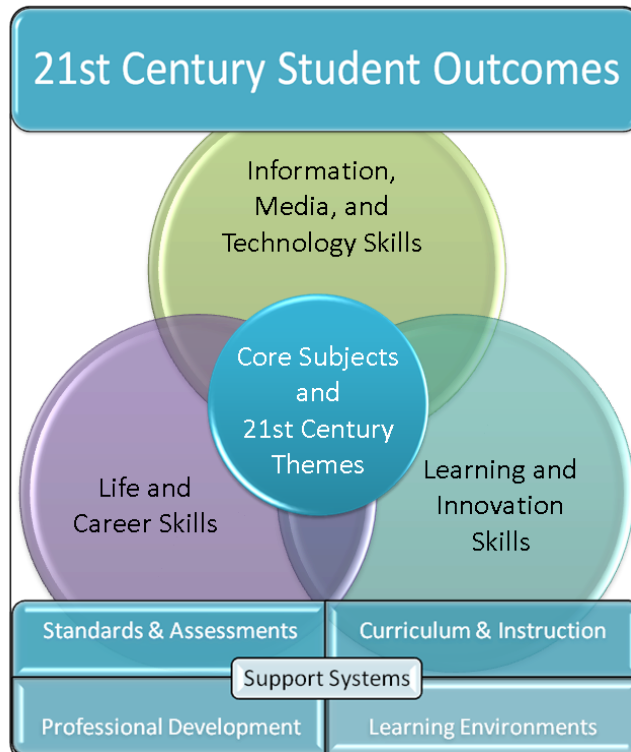 21st Century Student Outcomes
Information,
Media, and
Technology Skills
Core Subjects
and
21st Century
Themes
Life and
Career Skills
Learning and
Innovation
Skills
Standards & Assessments
Curriculum & Instruction
Support Systems
Professional Development
Learning Environments